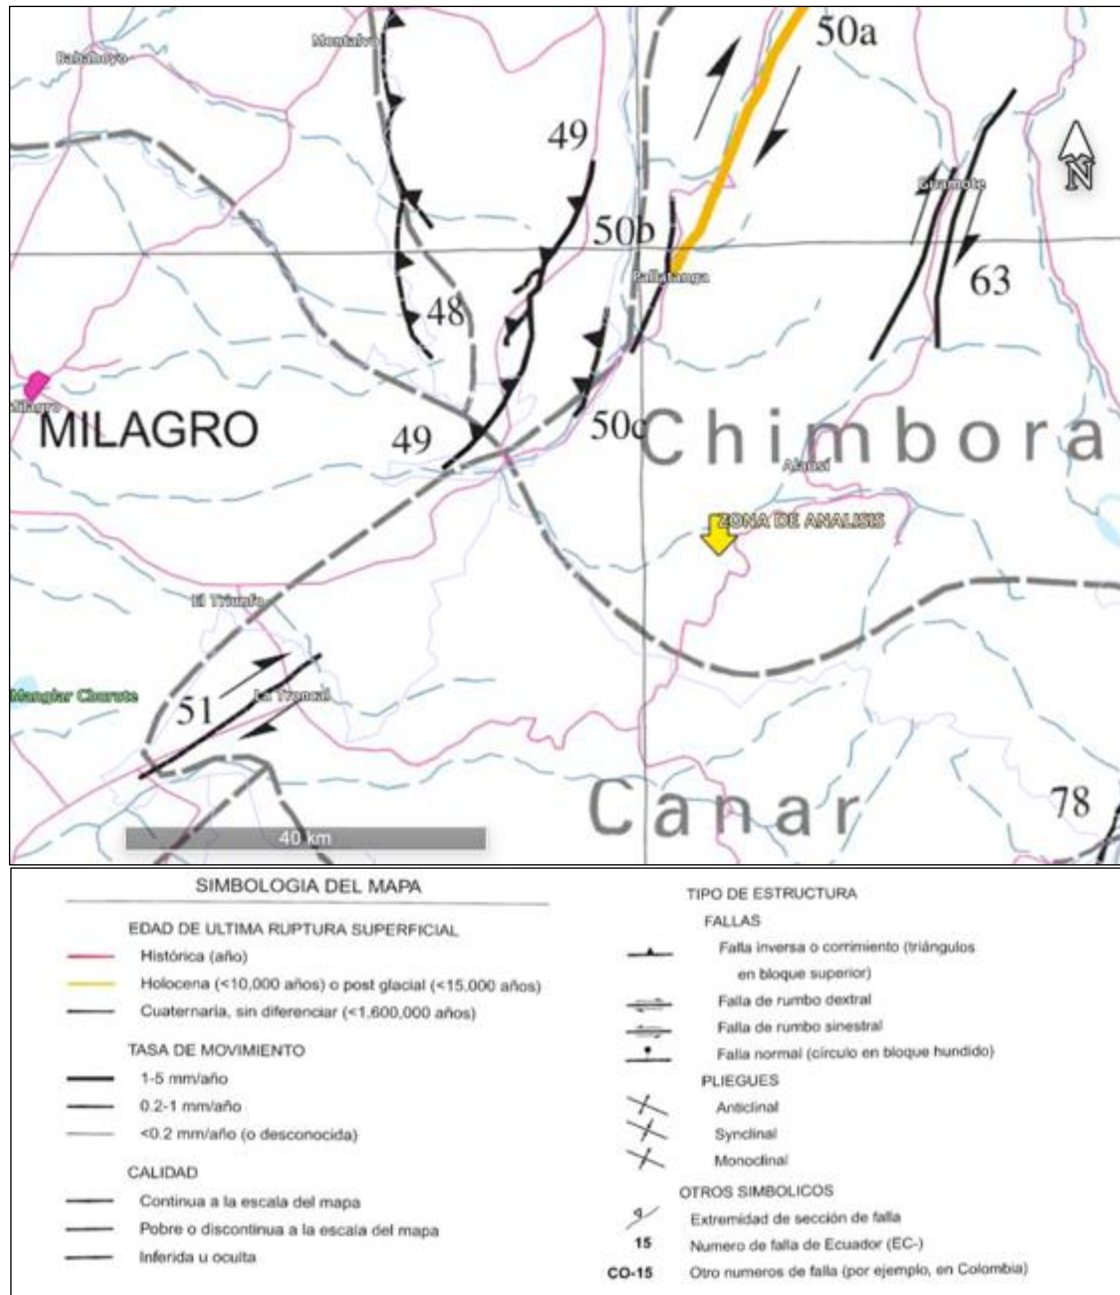 50a
Montalvo
Babahoyo
49
Guamote
50b
Pallatanga
63
48
Milagro
MILAGRO
49
50c
Chimbora
Alausi
ZONA DE ANALISIS
El Triunfo
Manglar Churute
La Troncal
51
Canar
78
40 km
N
SIMBOLOGIA DEL MAPA
EDAD DE ULTIMA RUPTURA SUPERFICIAL
Histórica (año)
Holocena (<10,000 años) o post glacial (<15.000 años)
Cuaternaria, sin diferenciar (<1.600,000 años)
TASA DE MOVIMIENTO
1-5 mm/año
0.2-1 mm/año
<0.2 mm/año (o desconocida)
CALIDAD
Continua a la escala del mapa
Pobre o discontinua a la escala del mapa
Inferida u oculta
TIPO DE ESTRUCTURA
FALLAS
Falla inversa o corrimiento (triángulos
en bloque superior)
Falla de rumbo dextral
Falla de rumbo sinestral
Falla normal (círculo en bloque hundido)
PLIEGUES
Anticlinal
Synclinal
Monoclinal
OTROS SIMBOLICOS
Extremidad de sección de falla
15 Numero de falla de Ecuador (EC-)
CO-15 Otro numeros de falla (por ejemplo, en Colombia)